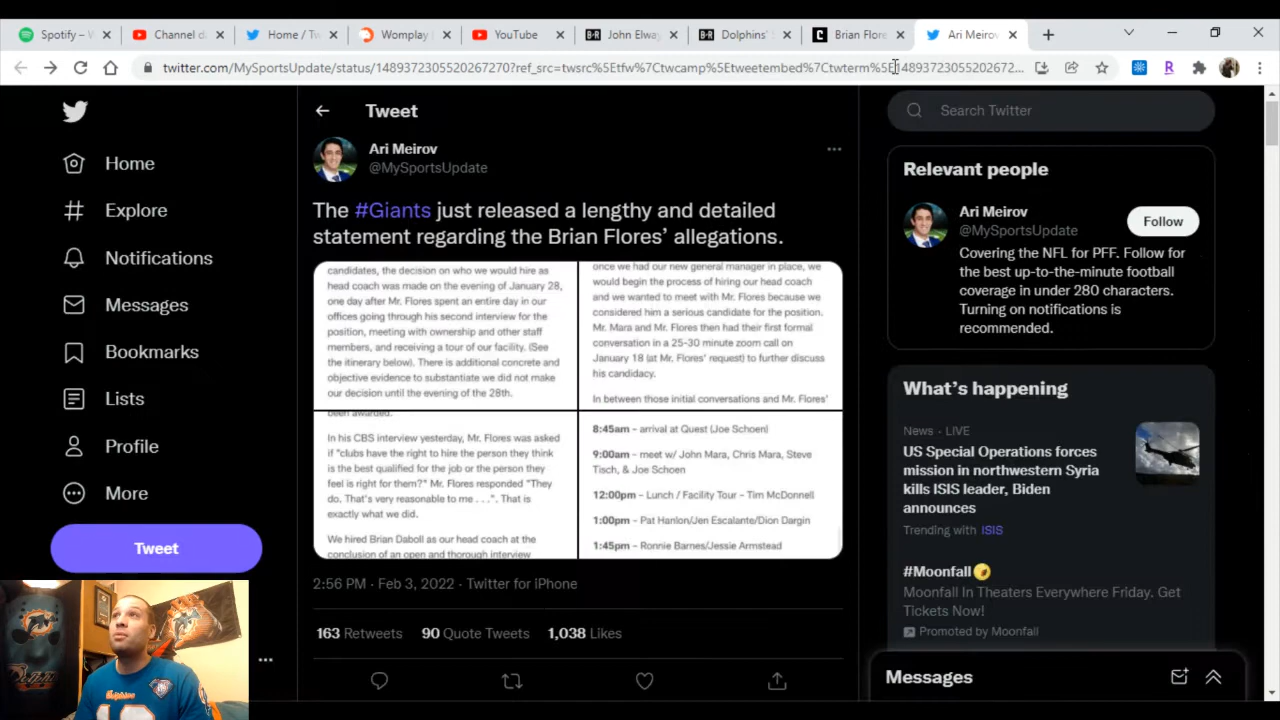 Spotify – W
Channel d
Home / Tw
Womplay
YouTube
B·R
John Elway
B·R
Dolphins'
C
Brian Flore
Ari Meirov
twitter.com/MySportsUpdate/status/1489372305520267270?ref_src=twsrc%5Etfw%7Ctwcamp%5Etweetembed%7Ctwterm%5E14893723055202672...
Home
Explore
Notifications
Messages
Bookmarks
Lists
Profile
More
Tweet
Tweet
Ari Meirov
@MySportsUpdate
The #Giants just released a lengthy and detailed
statement regarding the Brian Flores’ allegations.
candidates, the decision on who we would hire as
head coach was made on the evening of January 28,
one day after Mr. Flores spent an entire day in our
offices going through his second interview for the
position, meeting with ownership and other staff
members, and receiving a tour of our facility. (See
the itinerary below). There is additional concrete and
objective evidence to substantiate we did not make
our decision until the evening of the 28th.
once we had our new general manager in place, we
would begin the process of hiring our head coach
and we wanted to meet with Mr. Flores because we
considered him a serious candidate for the position.
Mr. Mara and Mr. Flores then had their first formal
conversation in a 25-30 minute zoom call on
January 18 (at Mr. Flores' request) to further discuss
his candidacy.
In between those initial conversations and Mr. Flores'
been awarded.
In his CBS interview yesterday, Mr. Flores was asked
if "clubs have the right to hire the person they think
is the best qualified for the job or the person they
feel is right for them?" Mr. Flores responded "They
do. That's very reasonable to me . . .". That is
exactly what we did.
We hired Brian Daboll as our head coach at the
conclusion of an open and thorough interview
8:45am – arrival at Quest (Joe Schoen)
9:00am – meet w/ John Mara, Chris Mara, Steve
Tisch, & Joe Schoen
12:00pm – Lunch / Facility Tour – Tim McDonnell
1:00pm – Pat Hanlon/Jen Escalante/Dion Dargin
1:45pm – Ronnie Barnes/Jessie Armstead
2:56 PM · Feb 3, 2022 · Twitter for iPhone
163 Retweets 90 Quote Tweets 1,038 Likes
Search Twitter
Relevant people
Ari Meirov
@MySportsUpdate
Follow
Covering the NFL for PFF. Follow for
the best up-to-the-minute football
coverage in under 280 characters.
Turning on notifications is
recommended.
What’s happening
News · LIVE
US Special Operations forces
mission in northwestern Syria
kills ISIS leader, Biden
announces
Trending with ISIS
#Moonfall
Moonfall In Theaters Everywhere Friday. Get
Tickets Now!
Promoted by Moonfall
Messages